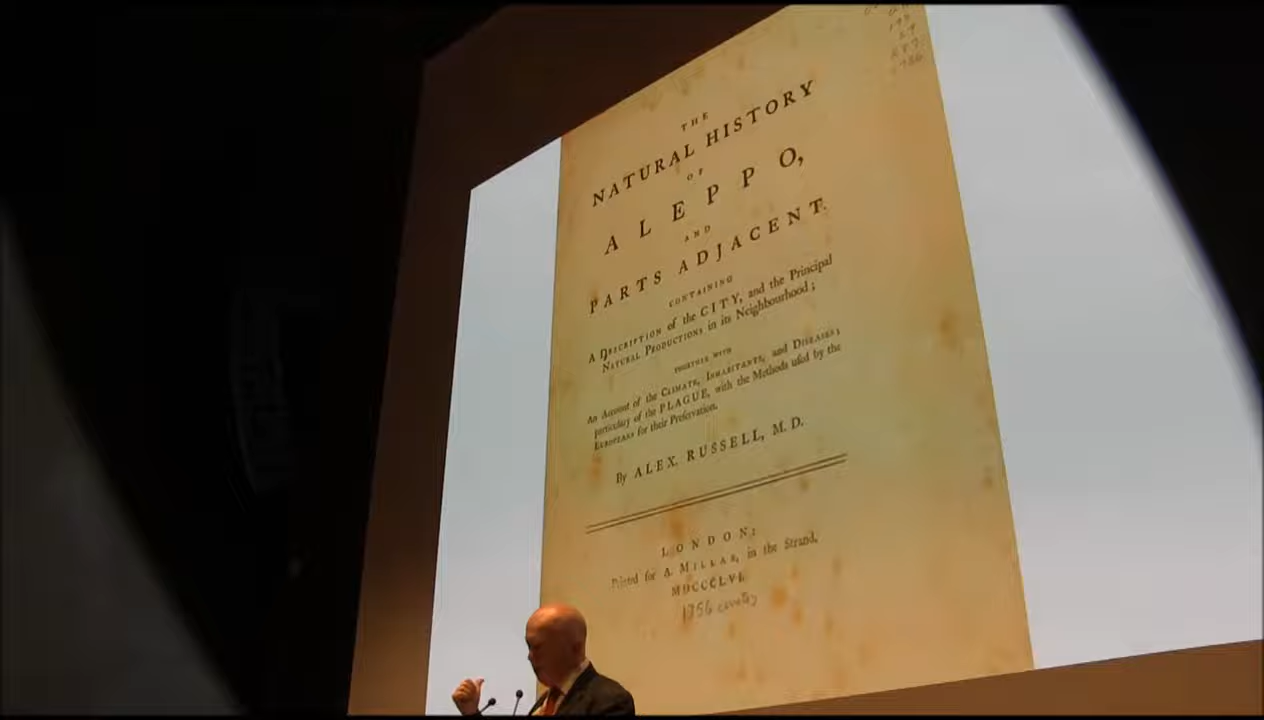 THE
NATURAL HISTORY
OF
ALEPPO,
AND
PARTS ADJACENT.
CONTAINING
A DESCRIPTION of the CITY, and the Principal
NATURAL PRODUCTIONS in its Neighbourhood;
TOGETHER WITH
An Account of the CLIMATE, INHABITANTS, and DISEASES;
particulary of the PLAGUE, with the Methods used by the
EUROPEANS for their Preservation.
By ALEX. RUSSELL, M.D.
LONDON:
Printed for A. MILLAR, in the Strand,
MDCCLVI.
1756